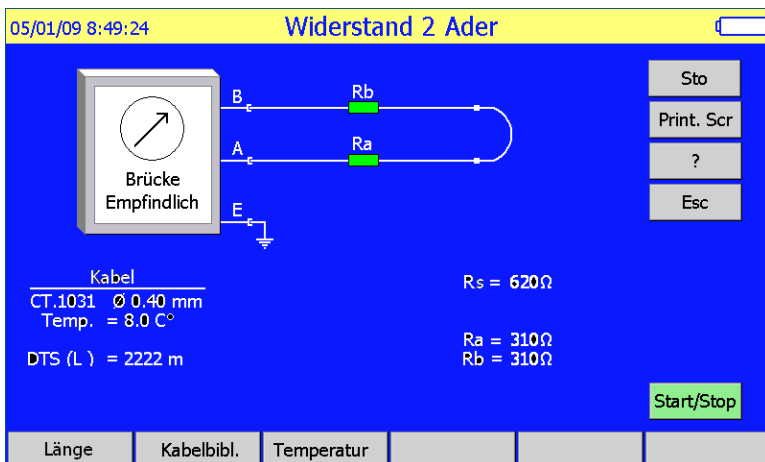 05/01/09 8:49:24 Widerstand 2 Ader
Sto
Print. Scr
?
Esc
B
Rb
A
Ra
E
Brücke
Empfindlich
Kabel
CT.1031 Ø 0.40 mm
Temp. = 8.0 C°
DTS (L ) = 2222 m
Rs = 620Ω
Ra = 310Ω
Rb = 310Ω
Start/Stop
Länge Kabelbibl. Temperatur